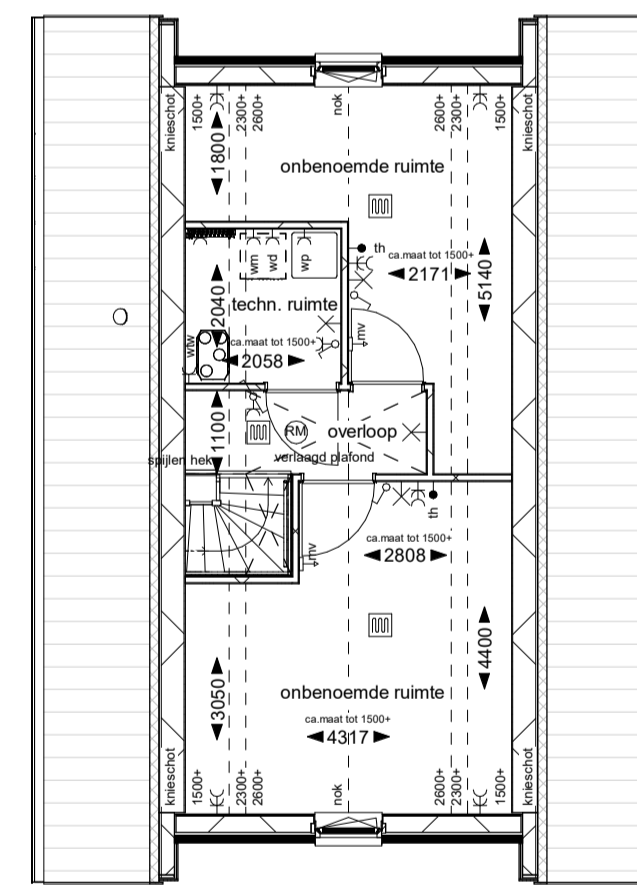 knieschot
1500+
2300+
2600+
nok
2600+
2300+
1500+
knieschot
1800
onbenoemde ruimte
th
ca.maat tot 1500+
2171
5140
wm
wd
wp
2040
techn. ruimte
ca.maat tot 1500+
2058
wtw
mv
1100
RM
overloop
verlaagd plafond
spijlen hek
th
mv
ca.maat tot 1500+
2808
4400
3050
onbenoemde ruimte
ca.maat tot 1500+
4317
knieschot
1500+
2300+
2600+
nok
2600+
2300+
1500+
knieschot